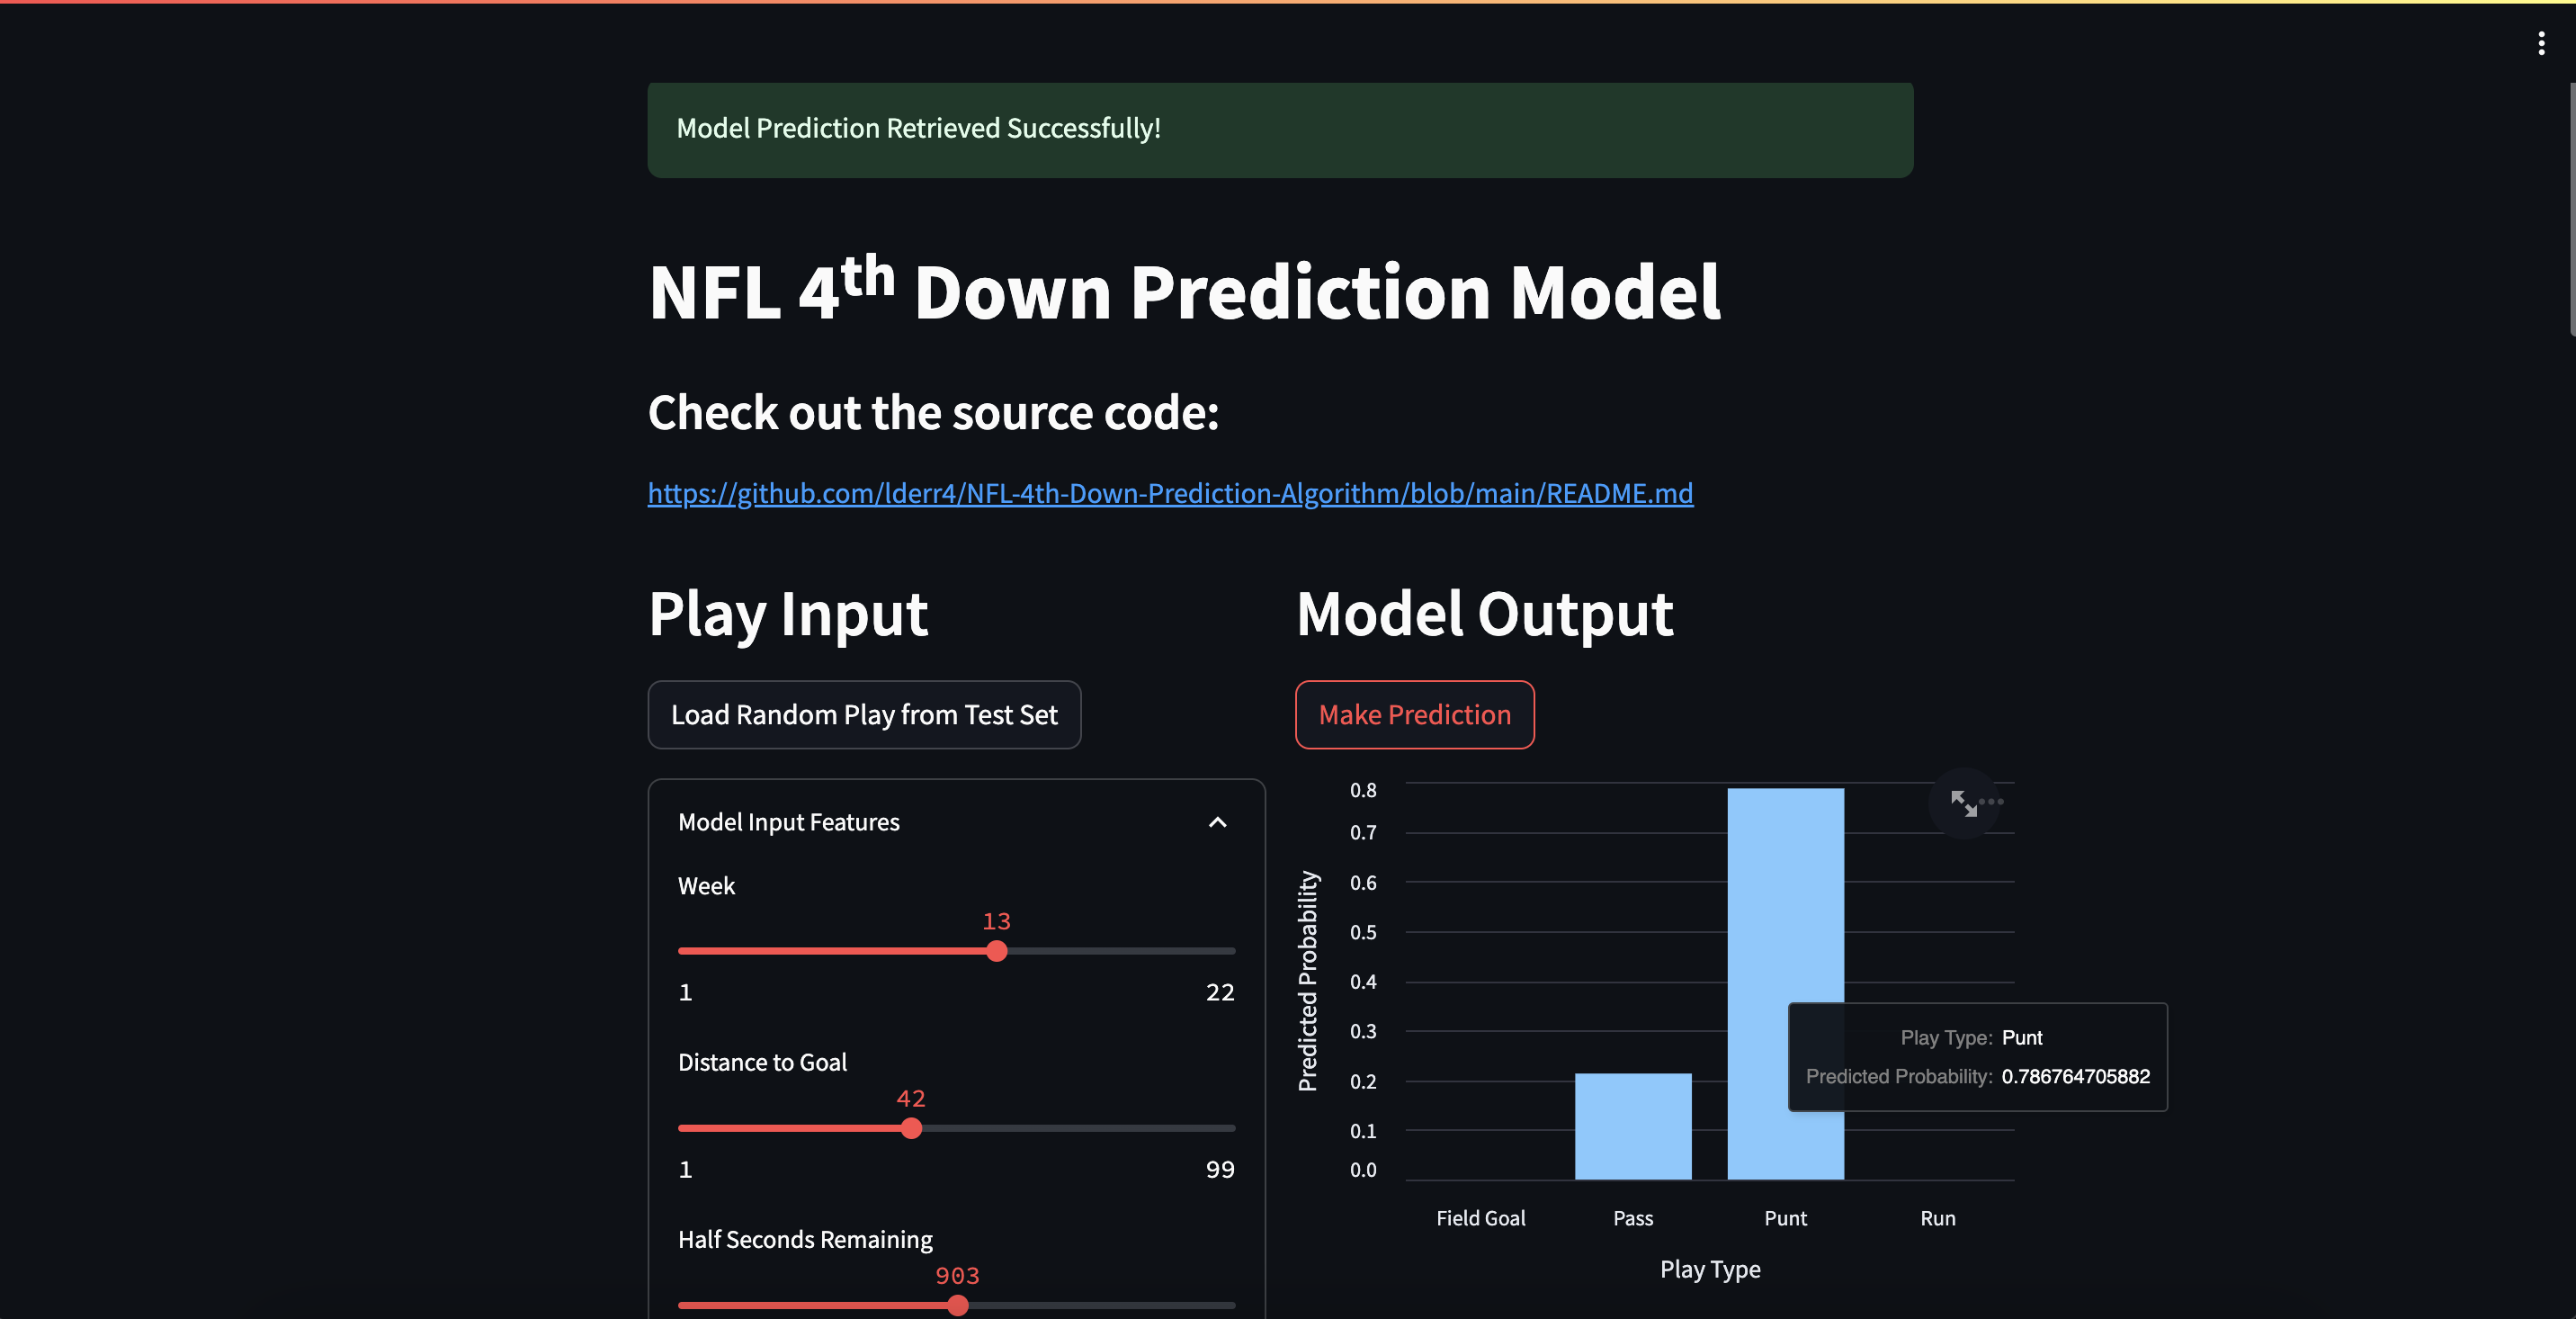 Model Prediction Retrieved Successfully!
NFL 4th Down Prediction Model
Check out the source code:
https://github.com/lderr4/NFL-4th-Down-Prediction-Algorithm/blob/main/README.md
Play Input
Load Random Play from Test Set
Model Input Features
Week
13
1 22
Distance to Goal
42
1 99
Half Seconds Remaining
903
Model Output
Make Prediction
Predicted Probability
0.8
0.7
0.6
0.5
0.4
0.3
0.2
0.1
0.0
Play Type: Punt
Predicted Probability: 0.786764705882
Field Goal Pass Punt Run
Play Type